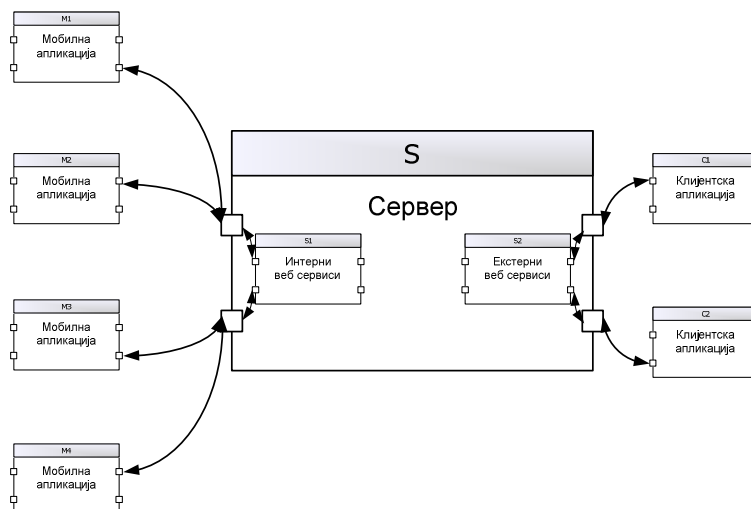 M1
Мобилна
апликација
M2
Мобилна
апликација
M3
Мобилна
апликација
M4
Мобилна
апликација
S
Сервер
S1
Интерни
веб сервиси
S2
Екстерни
веб сервиси
C1
Клијентска
апликација
C2
Клијентска
апликација